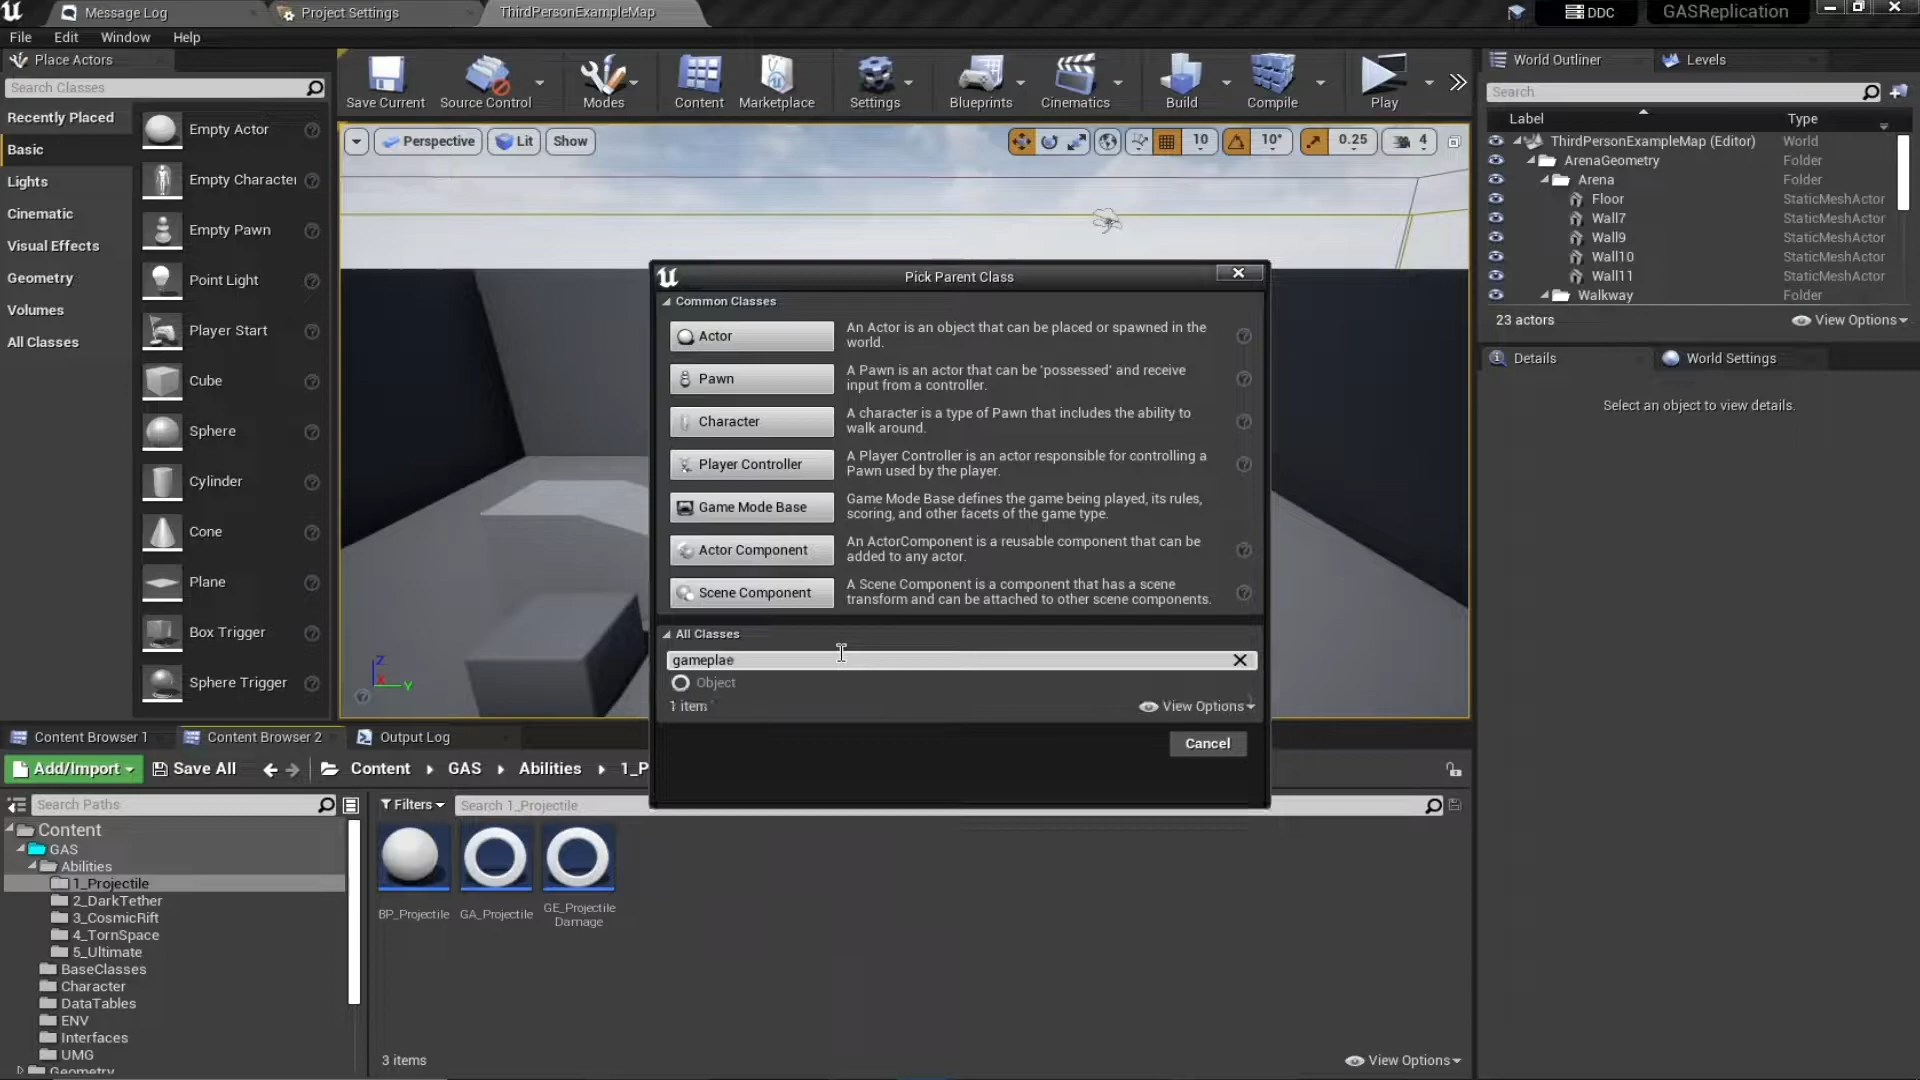 Message Log
Project Settings
ThirdPersonExampleMap
DDC
GASReplication
File Edit Window Help
Place Actors
Search Classes
Recently Placed
Basic
Lights
Cinematic
Visual Effects
Geometry
Volumes
All Classes
Empty Actor
Empty Character
Empty Pawn
Point Light
Player Start
Cube
Sphere
Cylinder
Cone
Plane
Box Trigger
Sphere Trigger
Save Current
Source Control
Modes
Content
Marketplace
Settings
Blueprints
Cinematics
Build
Compile
Play
Perspective
Lit
Show
10
10°
0.25
4
Z
X
Y
Pick Parent Class
Common Classes
Actor
An Actor is an object that can be placed or spawned in the
world.
Pawn
A Pawn is an actor that can be 'possessed' and receive
input from a controller.
Character
A character is a type of Pawn that includes the ability to
walk around.
Player Controller
A Player Controller is an actor responsible for controlling a
Pawn used by the player.
Game Mode Base
Game Mode Base defines the game being played, its rules,
scoring, and other facets of the game type.
Actor Component
An ActorComponent is a reusable component that can be
added to any actor.
Scene Component
A Scene Component is a component that has a scene
transform and can be attached to other scene components.
All Classes
gameplae
Object
1 item
View Options
Cancel
World Outliner
Levels
Search
Label Type
ThirdPersonExampleMap (Editor) World
ArenaGeometry Folder
Arena Folder
Floor StaticMeshActor
Wall7 StaticMeshActor
Wall9 StaticMeshActor
Wall10 StaticMeshActor
Wall11 StaticMeshActor
Walkway Folder
23 actors
View Options
Details
World Settings
Select an object to view details.
Content Browser 1
Content Browser 2
Output Log
Add/Import
Save All
Content
GAS
Abilities
1_P
Search Paths
Filters
Search 1_Projectile
Content
GAS
Abilities
1_Projectile
2_DarkTether
3_CosmicRift
4_TornSpace
5_Ultimate
BaseClasses
Character
DataTables
ENV
Interfaces
UMG
Geometry
BP_Projectile
GA_Projectile
GE_Projectile
Damage
3 items
View Options